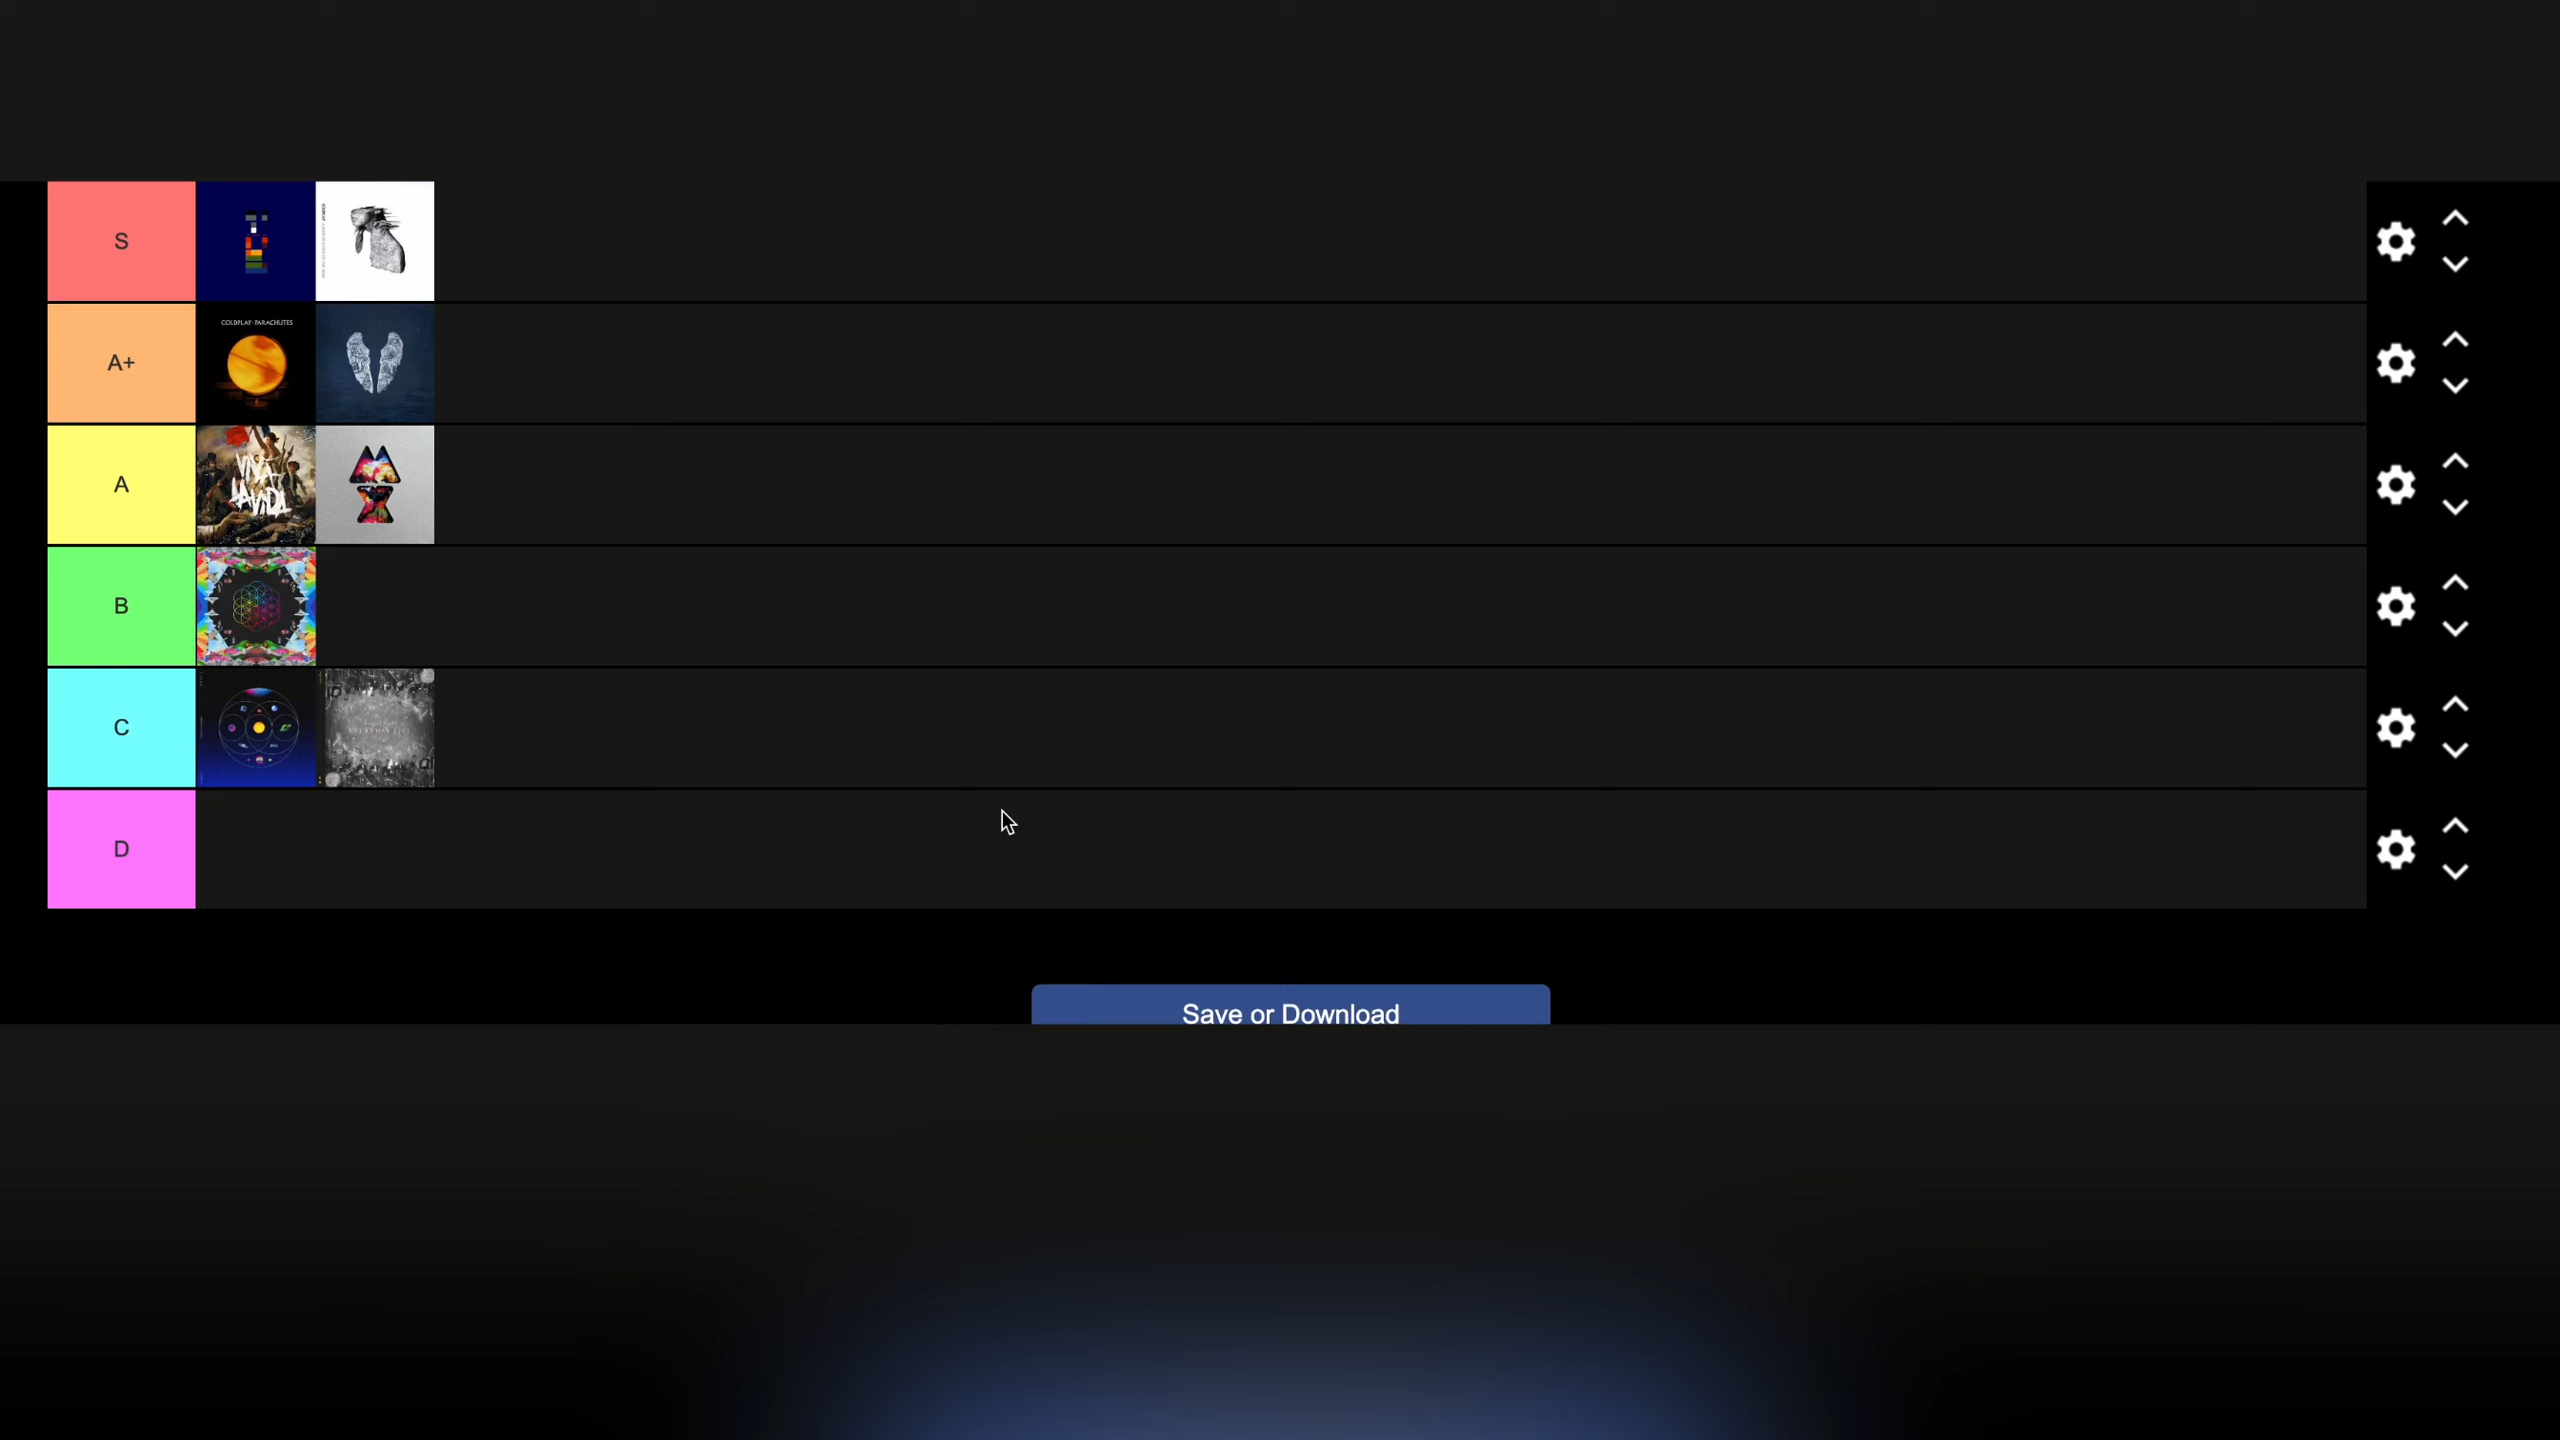 S
A+
COLDPLAY·PARACHUTES
A
VIVA
LA VIDA
B
C
D
Save or Download